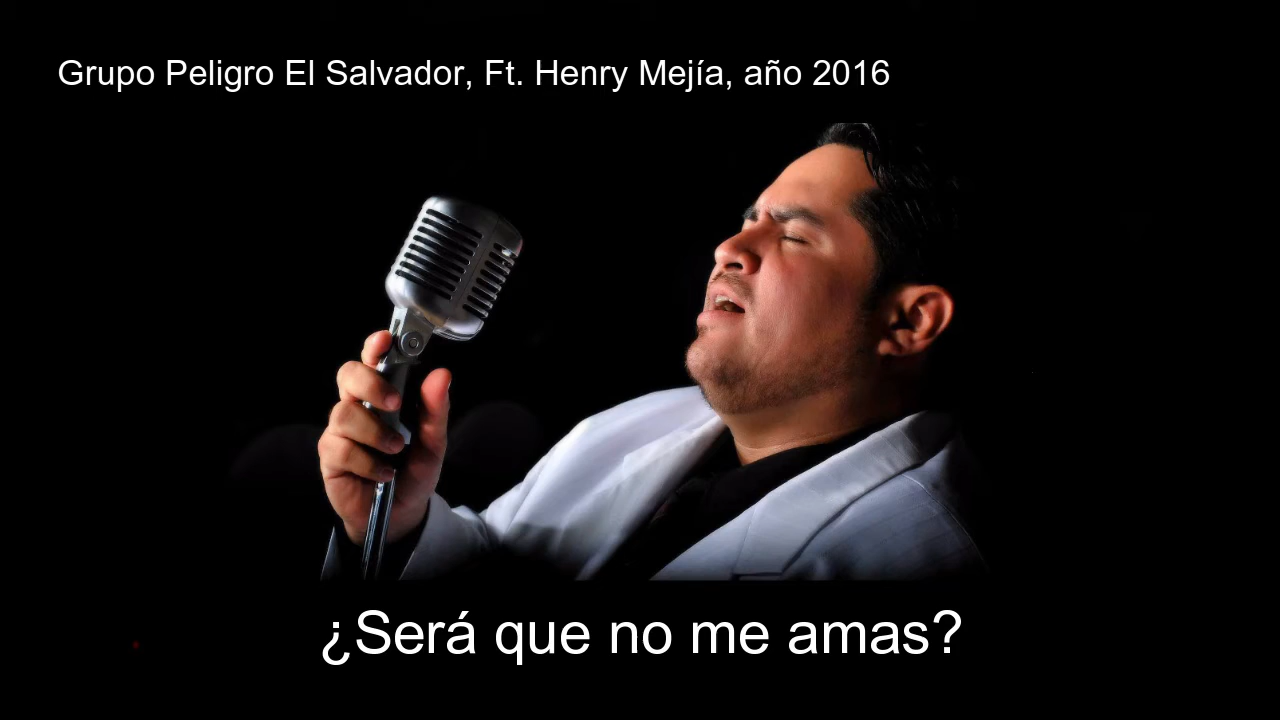 Grupo Peligro El Salvador, Ft. Henry Mejía, año 2016
¿Será que no me amas?